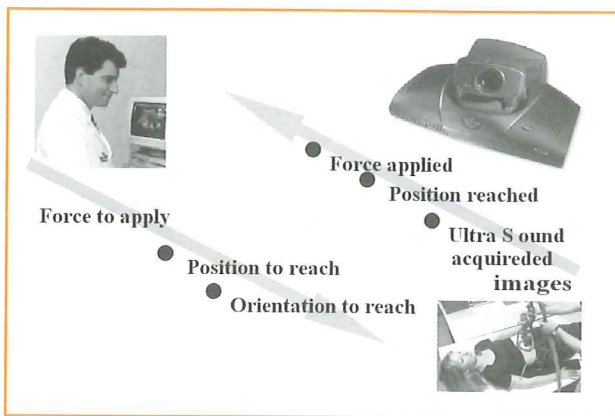 Force applied
Position reached
Ultra S ound
acquireded
images
Force to apply
Position to reach
Orientation to reach